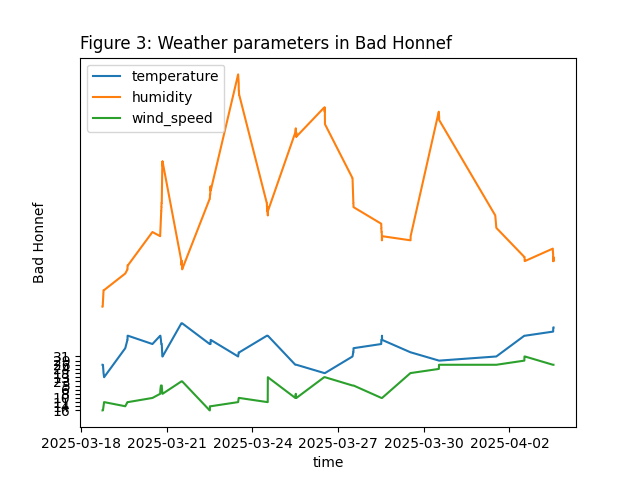 Figure 3: Weather parameters in Bad Honnef
temperature
humidity
wind_speed
Bad Honnef
31
2025-03-18
2025-03-21
2025-03-24
2025-03-27
2025-03-30
2025-04-02
time